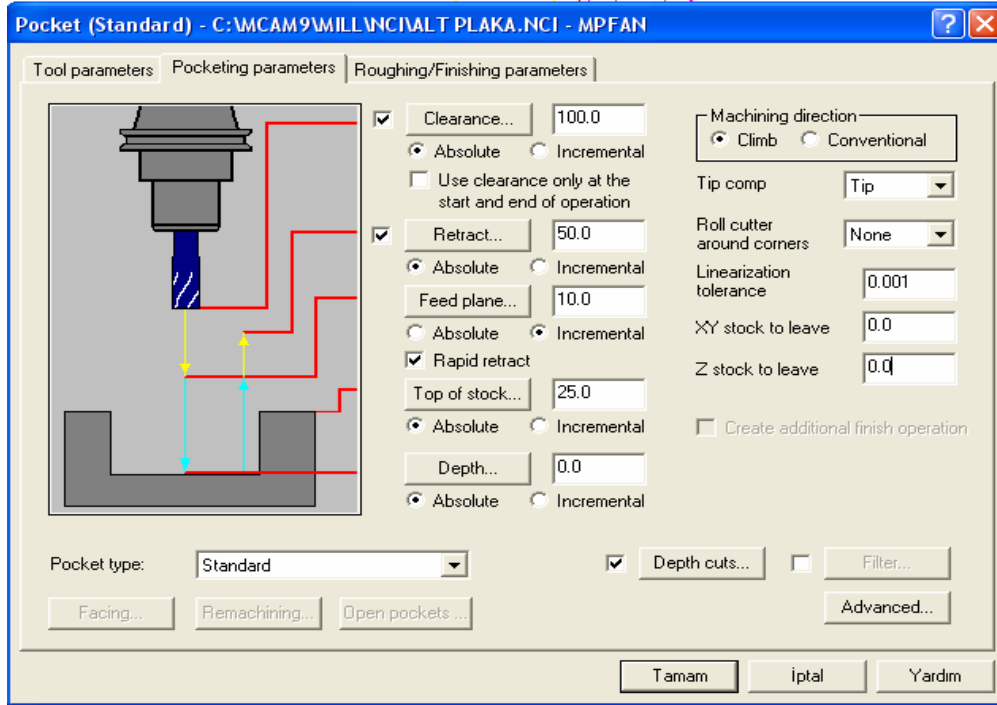 Pocket (Standard) - C:\MCAM9\MILL\NCI\ALT PLAKA.NCI - MPFAN
Tool parameters Pocketing parameters Roughing/Finishing parameters
Clearance... 100.0
Absolute Incremental
Use clearance only at the
start and end of operation
Retract... 50.0
Absolute Incremental
Feed plane... 10.0
Absolute Incremental
Rapid retract
Top of stock... 25.0
Absolute Incremental
Depth... 0.0
Absolute Incremental
Machining direction
Climb Conventional
Tip comp Tip
Roll cutter
around corners None
Linearization
tolerance 0.001
XY stock to leave 0.0
Z stock to leave 0.0
Create additional finish operation
Pocket type: Standard
Depth cuts... Filter...
Facing... Remachining... Open pockets ... Advanced...
Tamam İptal Yardım